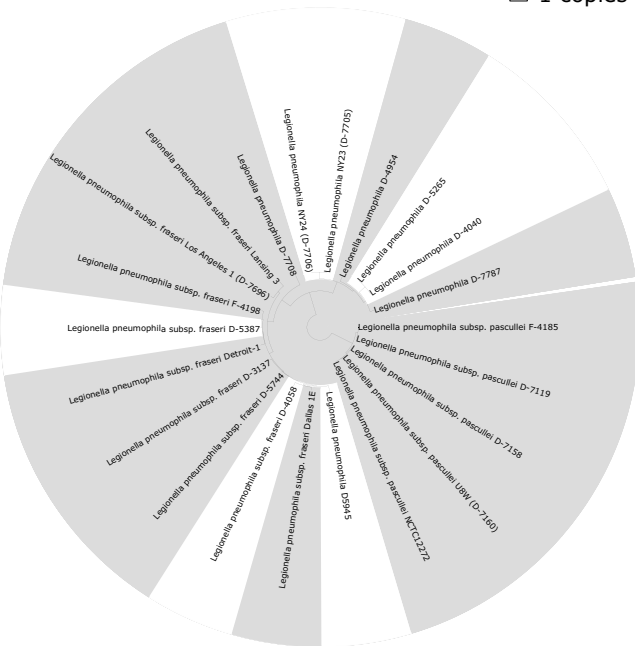 1 copies
Legionella pneumophila NY23 (D-7705)
Legionella pneumophila D-4954
Legionella pneumophila D-5265
Legionella pneumophila D-4040
Legionella pneumophila D-7787
Legionella pneumophila subsp. pascullei F-4185
Legionella pneumophila subsp. pascullei D-7119
Legionella pneumophila subsp. pascullei D-7158
Legionella pneumophila subsp. pascullei U8W (D-7160)
Legionella pneumophila subsp. pascullei NCTC12272
Legionella pneumophila D5945
Legionella pneumophila subsp. fraseri Dallas 1E
Legionella pneumophila subsp. fraseri D-4058
Legionella pneumophila subsp. fraseri D-5744
Legionella pneumophila subsp. fraseri D-3137
Legionella pneumophila subsp. fraseri Detroit-1
Legionella pneumophila subsp. fraseri D-5387
Legionella pneumophila subsp. fraseri F-4198
Legionella pneumophila subsp. fraseri Los Angeles 1 (D-7696)
Legionella pneumophila subsp. fraseri Lansing 3
Legionella pneumophila D-7708
Legionella pneumophila NY24 (D-7706)